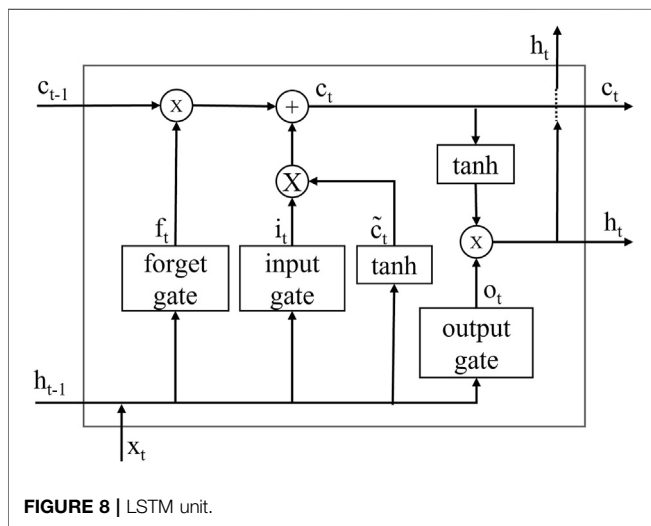 h_t
c_{t-1}
x
+
c_t
c_t
tanh
X
f_t
i_t
c̃_t
x
h_t
forget
gate
input
gate
tanh
o_t
output
gate
h_{t-1}
x_t
FIGURE 8 | LSTM unit.